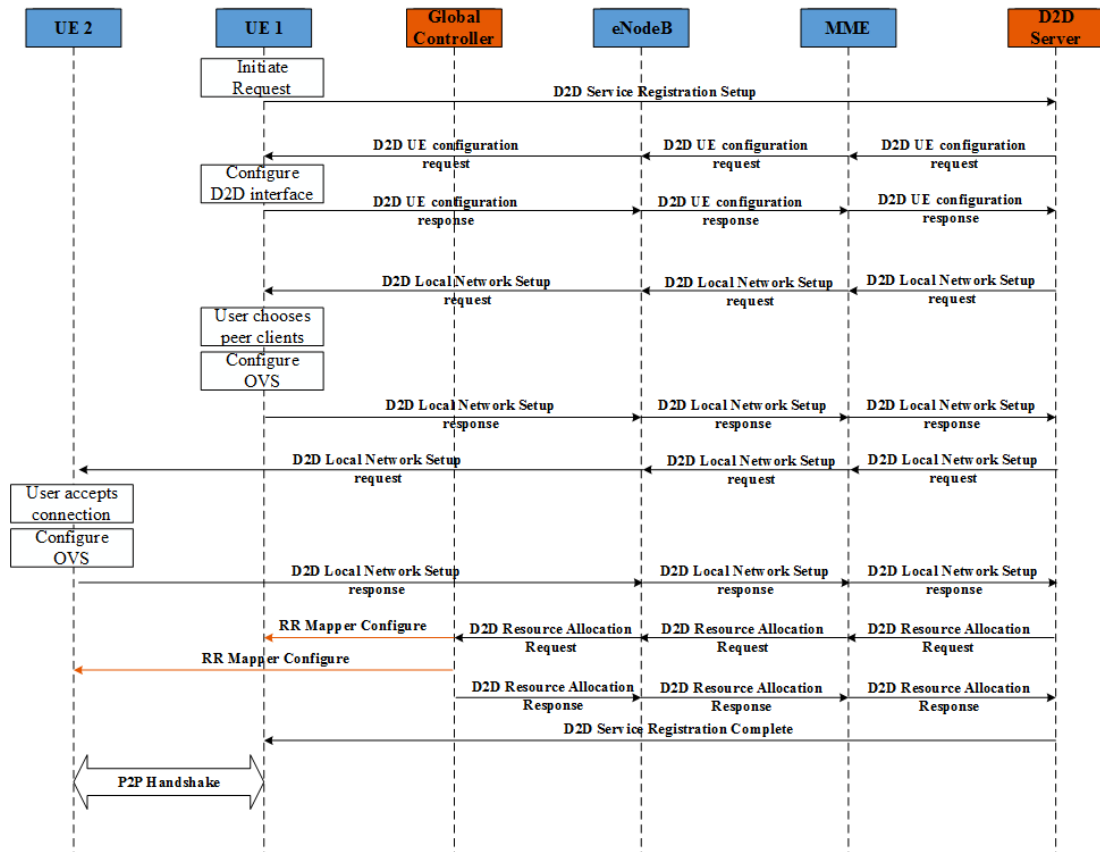 UE 2
UE 1
Global
Controller
eNodeB
MME
D2D
Server
Initiate
Request
D2D Service Registration Setup
D2D UE configuration
request
D2D UE configuration
request
D2D UE configuration
request
Configure
D2D interface
D2D UE configuration
response
D2D UE configuration
response
D2D UE configuration
response
D2D Local Network Setup
request
D2D Local Network Setup
request
D2D Local Network Setup
request
User chooses
peer clients
Configure
OVS
D2D Local Network Setup
response
D2D Local Network Setup
response
D2D Local Network Setup
response
D2D Local Network Setup
request
D2D Local Network Setup
request
D2D Local Network Setup
request
User accepts
connection
Configure
OVS
D2D Local Network Setup
response
D2D Local Network Setup
response
D2D Local Network Setup
response
RR Mapper Configure
D2D Resource Allocation
Request
D2D Resource Allocation
Request
D2D Resource Allocation
Request
RR Mapper Configure
D2D Resource Allocation
Response
D2D Resource Allocation
Response
D2D Resource Allocation
Response
D2D Service Registration Complete
P2P Handshake